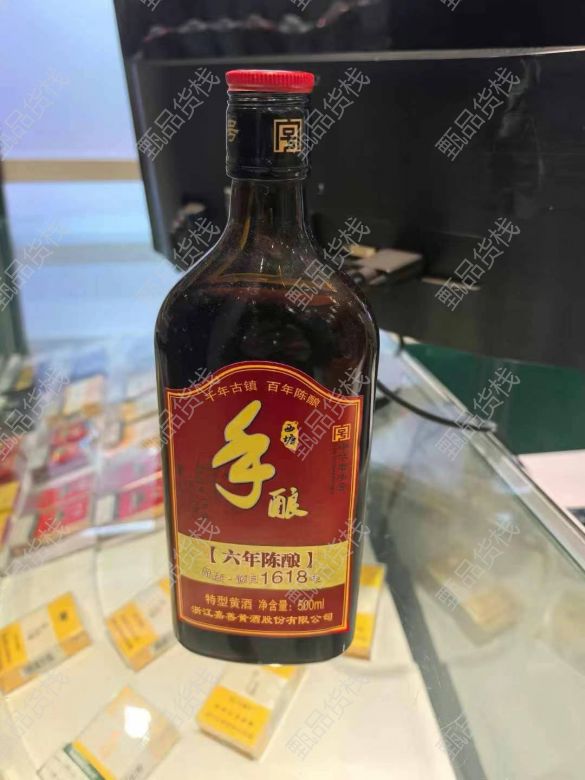 号
千年古镇 百年陈酿
西塘
手
酿
【六年陈酿】
1618
特型黄酒 净含量：500ml
浙江嘉善黄酒股份有限公司
甄品货栈